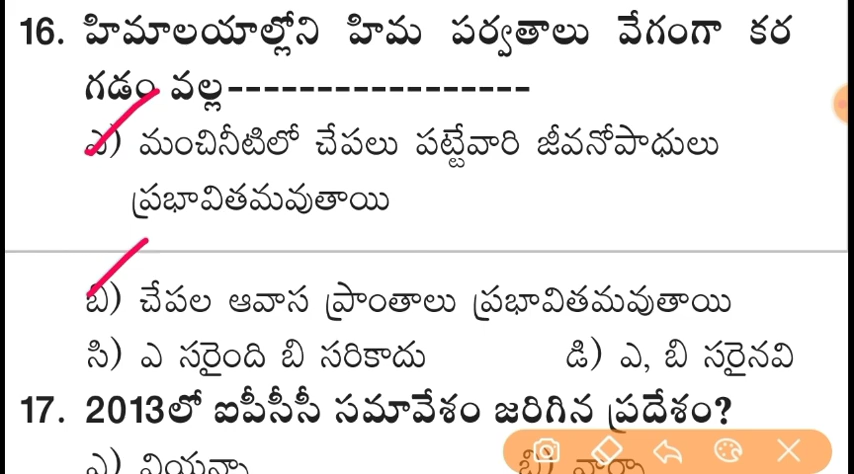 16. హిమాలయాల్లోని హిమ పర్వతాలు వేగంగా కర
గడం వల్ల-----------------
ఎ) మంచినీటిలో చేపలు పట్టేవారి జీవనోపాధులు
ప్రభావితమవుతాయి
బి) చేపల ఆవాస ప్రాంతాలు ప్రభావితమవుతాయి
సి) ఎ సరైంది బి సరికాదు డి) ఎ, బి సరైనవి
17. 2013లో ఐపీసీసీ సమావేశం జరిగిన ప్రదేశం?
ఎ) వియన్నా బి) వార్సా